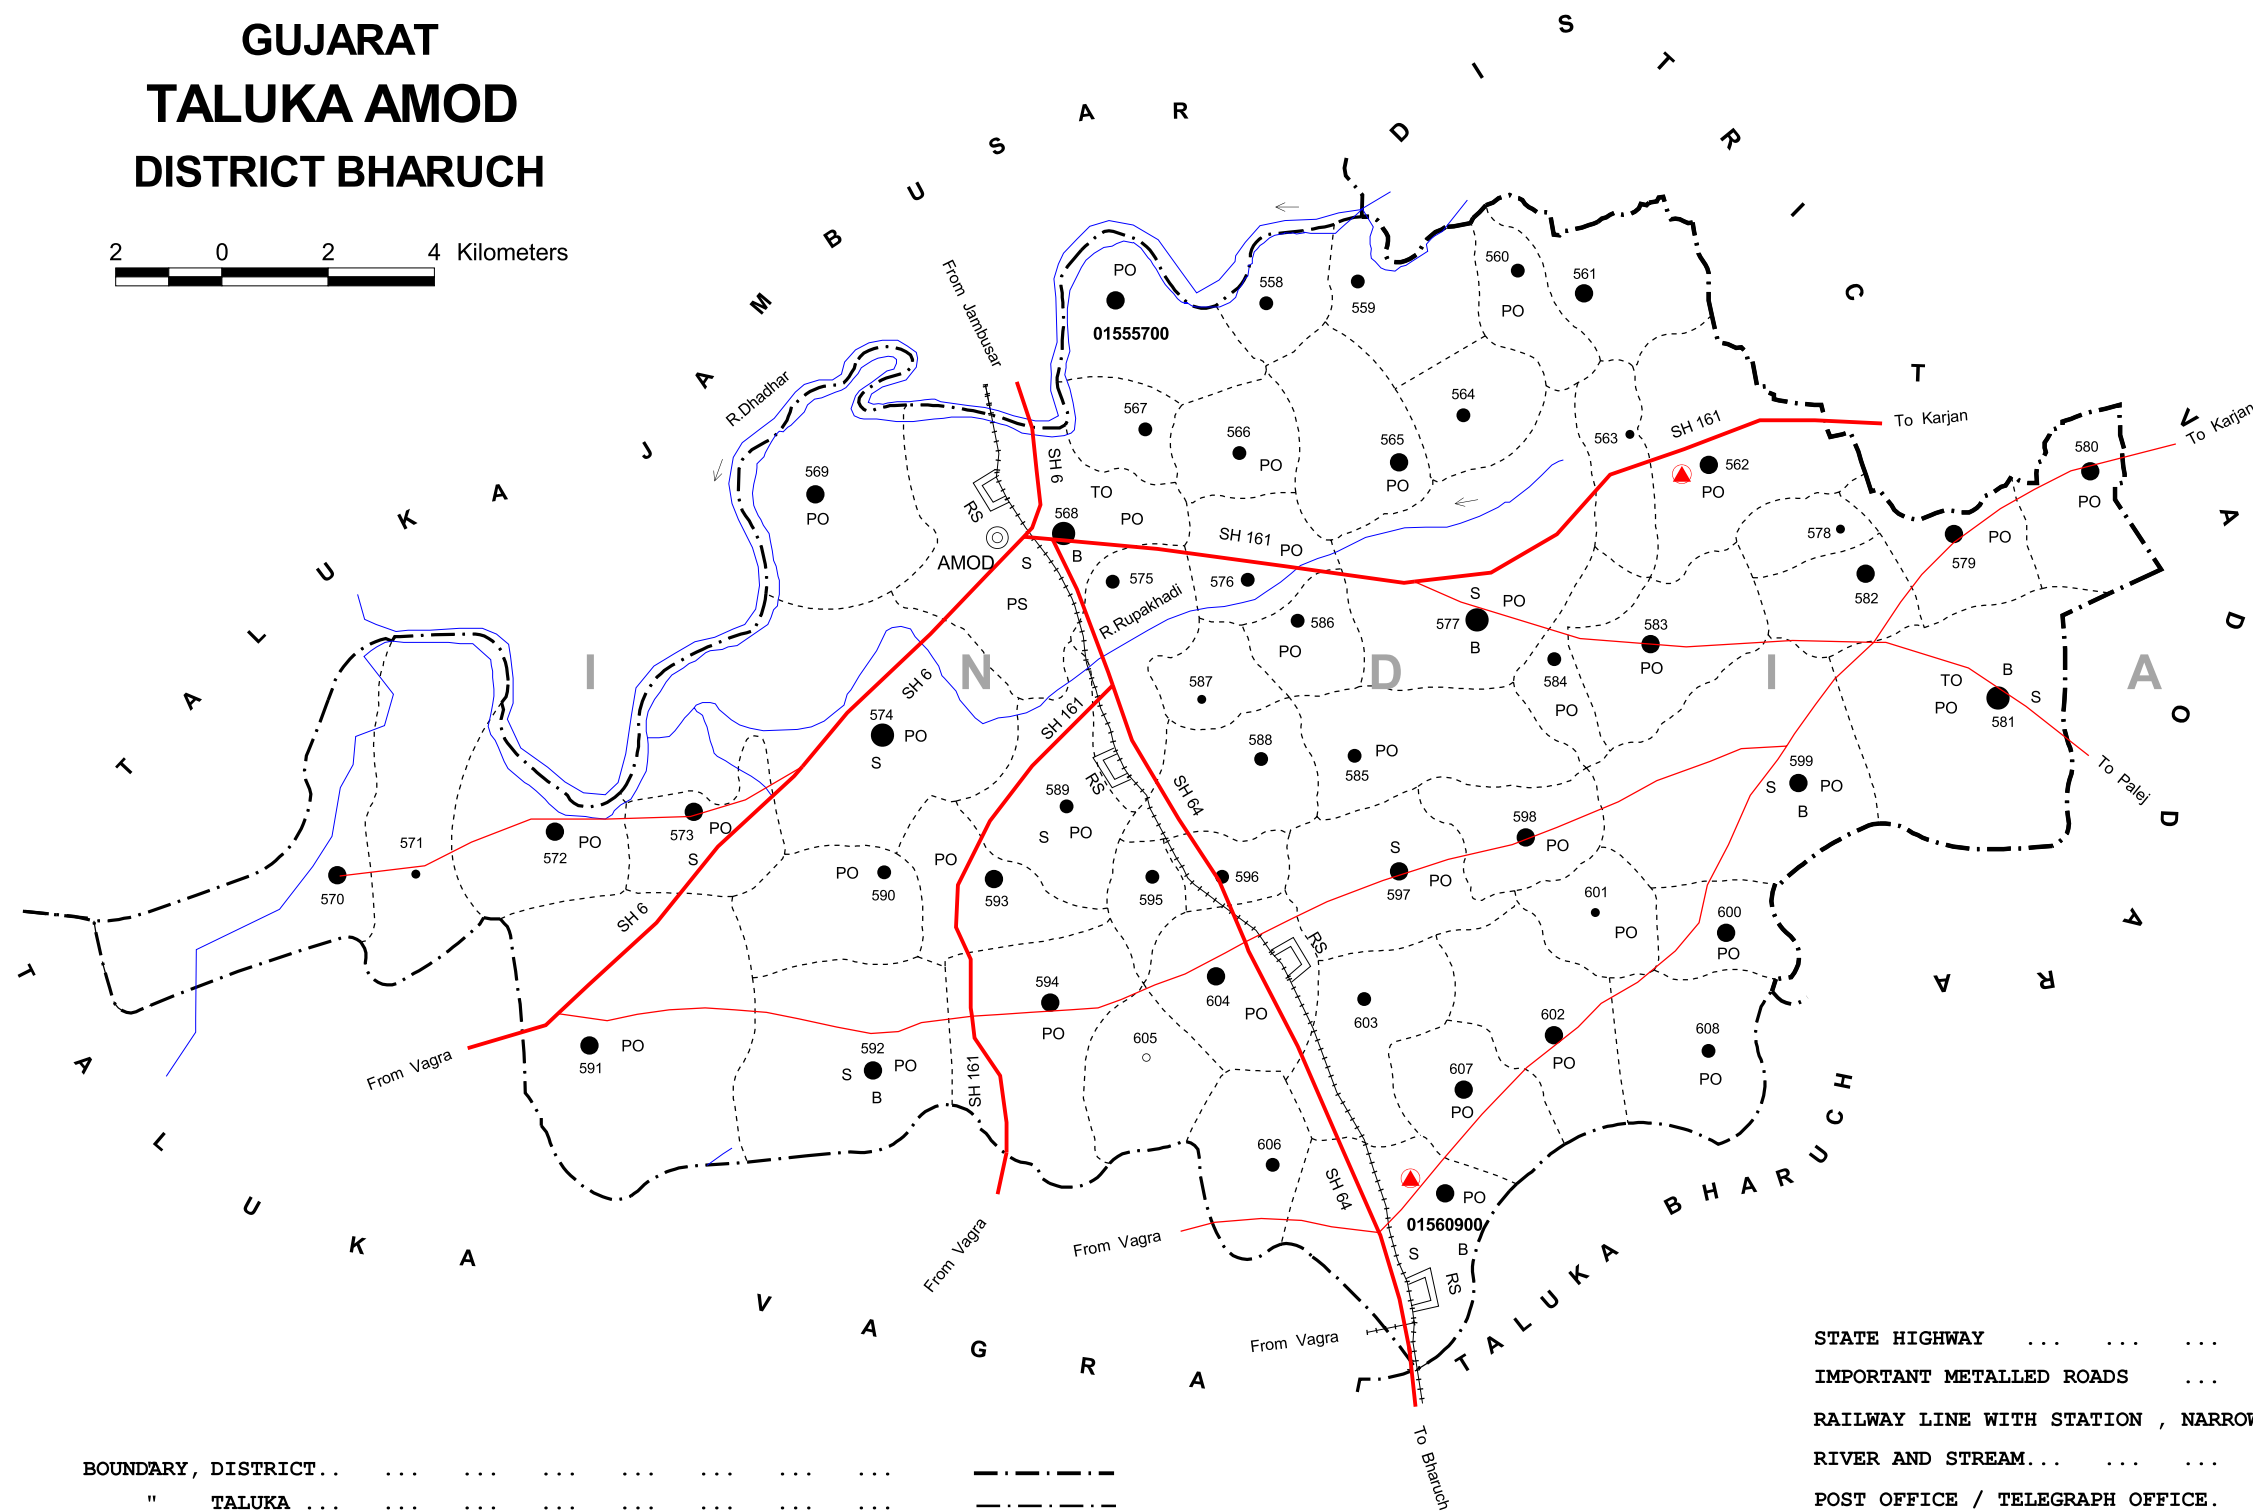 GUJARAT
TALUKA AMOD
DISTRICT BHARUCH
2 0 2 4 Kilometers
TALUKA JAMBUSAR
DISTRICT VADODARA
TALUKA VAGRA
TALUKA BHARUCH
INDIA
From Jambusar
R.Dhadhar
PO
01555700
558
559
560
PO
561
To Karjan
To Karjan
SH 161
567
566
PO
565
PO
564
563
562
PO
580
PO
569
PO
RS
SH 6
TO
PO
568
B
S
AMOD
PS
SH 161
PO
575
576
R.Rupakhadi
586
PO
S
PO
577
B
578
579
PO
582
583
PO
584
PO
587
588
585
PO
B
TO
S
PO
581
To Palej
SH 6
574
PO
S
SH 161
RS
SH 64
589
S
PO
599
S
PO
B
573
PO
S
572
PO
571
570
SH 6
PO
590
PO
593
595
596
S
597
PO
598
PO
601
PO
600
PO
RS
594
PO
604
PO
603
605
602
PO
608
PO
607
PO
591
PO
592
S
PO
B
SH 161
From Vagra
606
SH 64
PO
01560900
S
B
RS
From Vagra
From Vagra
From Vagra
To Bharuch
STATE HIGHWAY ... ... ...
IMPORTANT METALLED ROADS ...
RAILWAY LINE WITH STATION , NARROW
RIVER AND STREAM... ... ...
POST OFFICE / TELEGRAPH OFFICE.
BOUNDARY, DISTRICT.. ... ... ... ... ... ... ...
" TALUKA ... ... ... ... ... ... ... ...